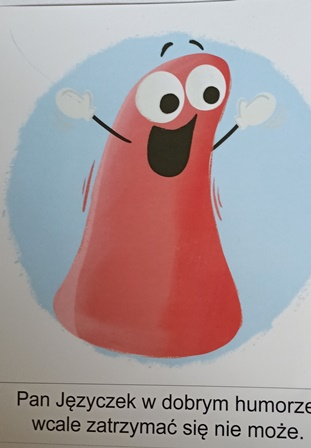 Pan Języczek w dobrym humorze
wcale zatrzymać się nie może.